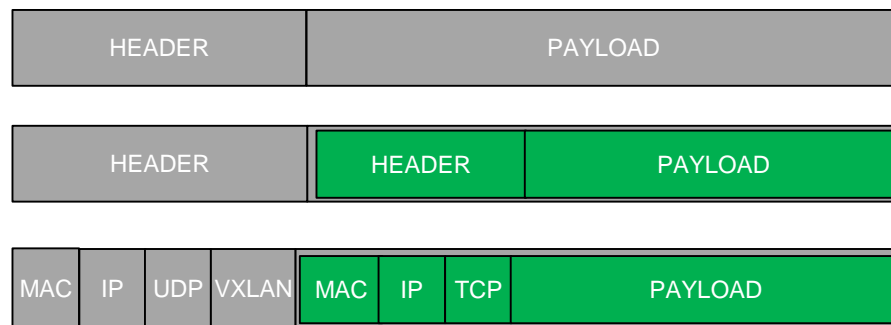 HEADER PAYLOAD
HEADER HEADER PAYLOAD
MAC IP UDP VXLAN MAC IP TCP PAYLOAD